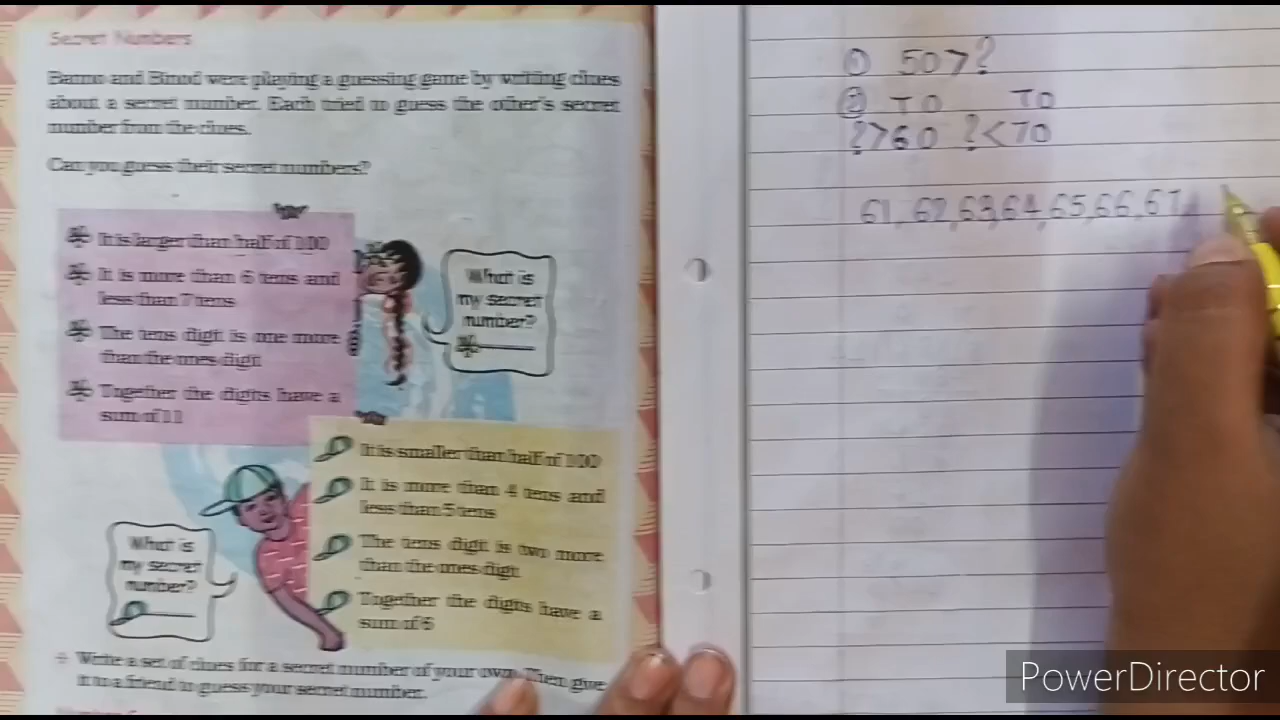 Secret Numbers
Banno and Binod were playing a guessing game by writing clues
about a secret number. Each tried to guess the other's secret
number from the clues.
Can you guess their secret numbers?
It is larger than half of 100
It is more than 6 tens and
less than 7 tens
The tens digit is one more
than the ones digit
Together the digits have a
sum of 11
What is
my secret
number?
It is smaller than half of 100
It is more than 4 tens and
less than 5 tens
The tens digit is two more
than the ones digit
Together the digits have a
sum of 6
What is
my secret
number?
Write a set of clues for a secret number of your own. Then give
it to a friend to guess your secret number.
① 50>?
② TO TO
?>60 ?<70
61, 62, 63, 64, 65, 66, 67
PowerDirector